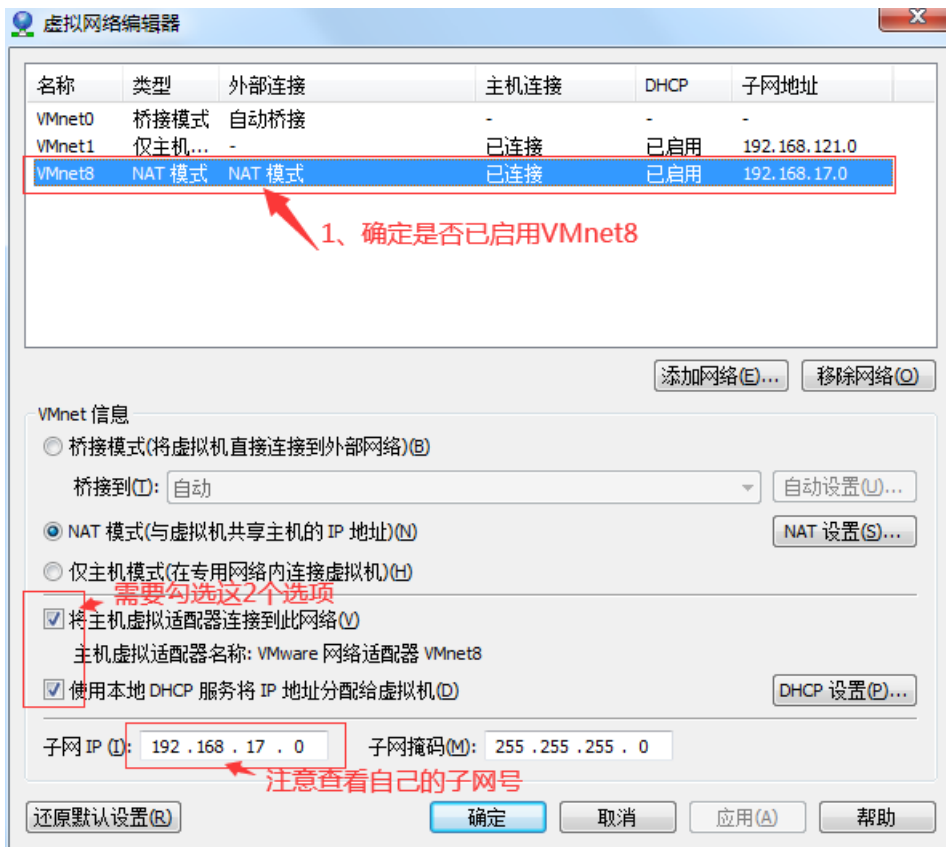 虚拟网络编辑器
名称 类型 外部连接 主机连接 DHCP 子网地址
VMnet0 桥接模式 自动桥接 - - -
VMnet1 仅主机... - 已连接 已启用 192.168.121.0
VMnet8 NAT 模式 NAT 模式 已连接 已启用 192.168.17.0
1、确定是否已启用VMnet8
添加网络(E)... 移除网络(O)
VMnet 信息
桥接模式(将虚拟机直接连接到外部网络)(B)
桥接到(T): 自动 自动设置(U)...
NAT 模式(与虚拟机共享主机的 IP 地址)(N) NAT 设置(S)...
仅主机模式(在专用网络内连接虚拟机)(H)
需要勾选这2个选项
将主机虚拟适配器连接到此网络(V)
主机虚拟适配器名称: VMware 网络适配器 VMnet8
使用本地 DHCP 服务将 IP 地址分配给虚拟机(D) DHCP 设置(P)...
子网 IP (I): 192 .168 . 17 . 0 子网掩码(M): 255 .255 .255 . 0
注意查看自己的子网号
还原默认设置(R) 确定 取消 应用(A) 帮助